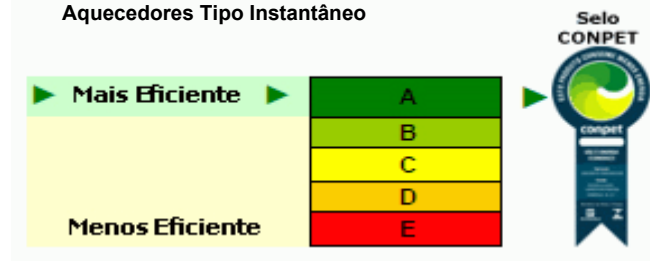 Aquecedores Tipo Instantâneo
Selo
CONPET
Mais Eficiente
A
B
C
D
Menos Eficiente
E
conpet